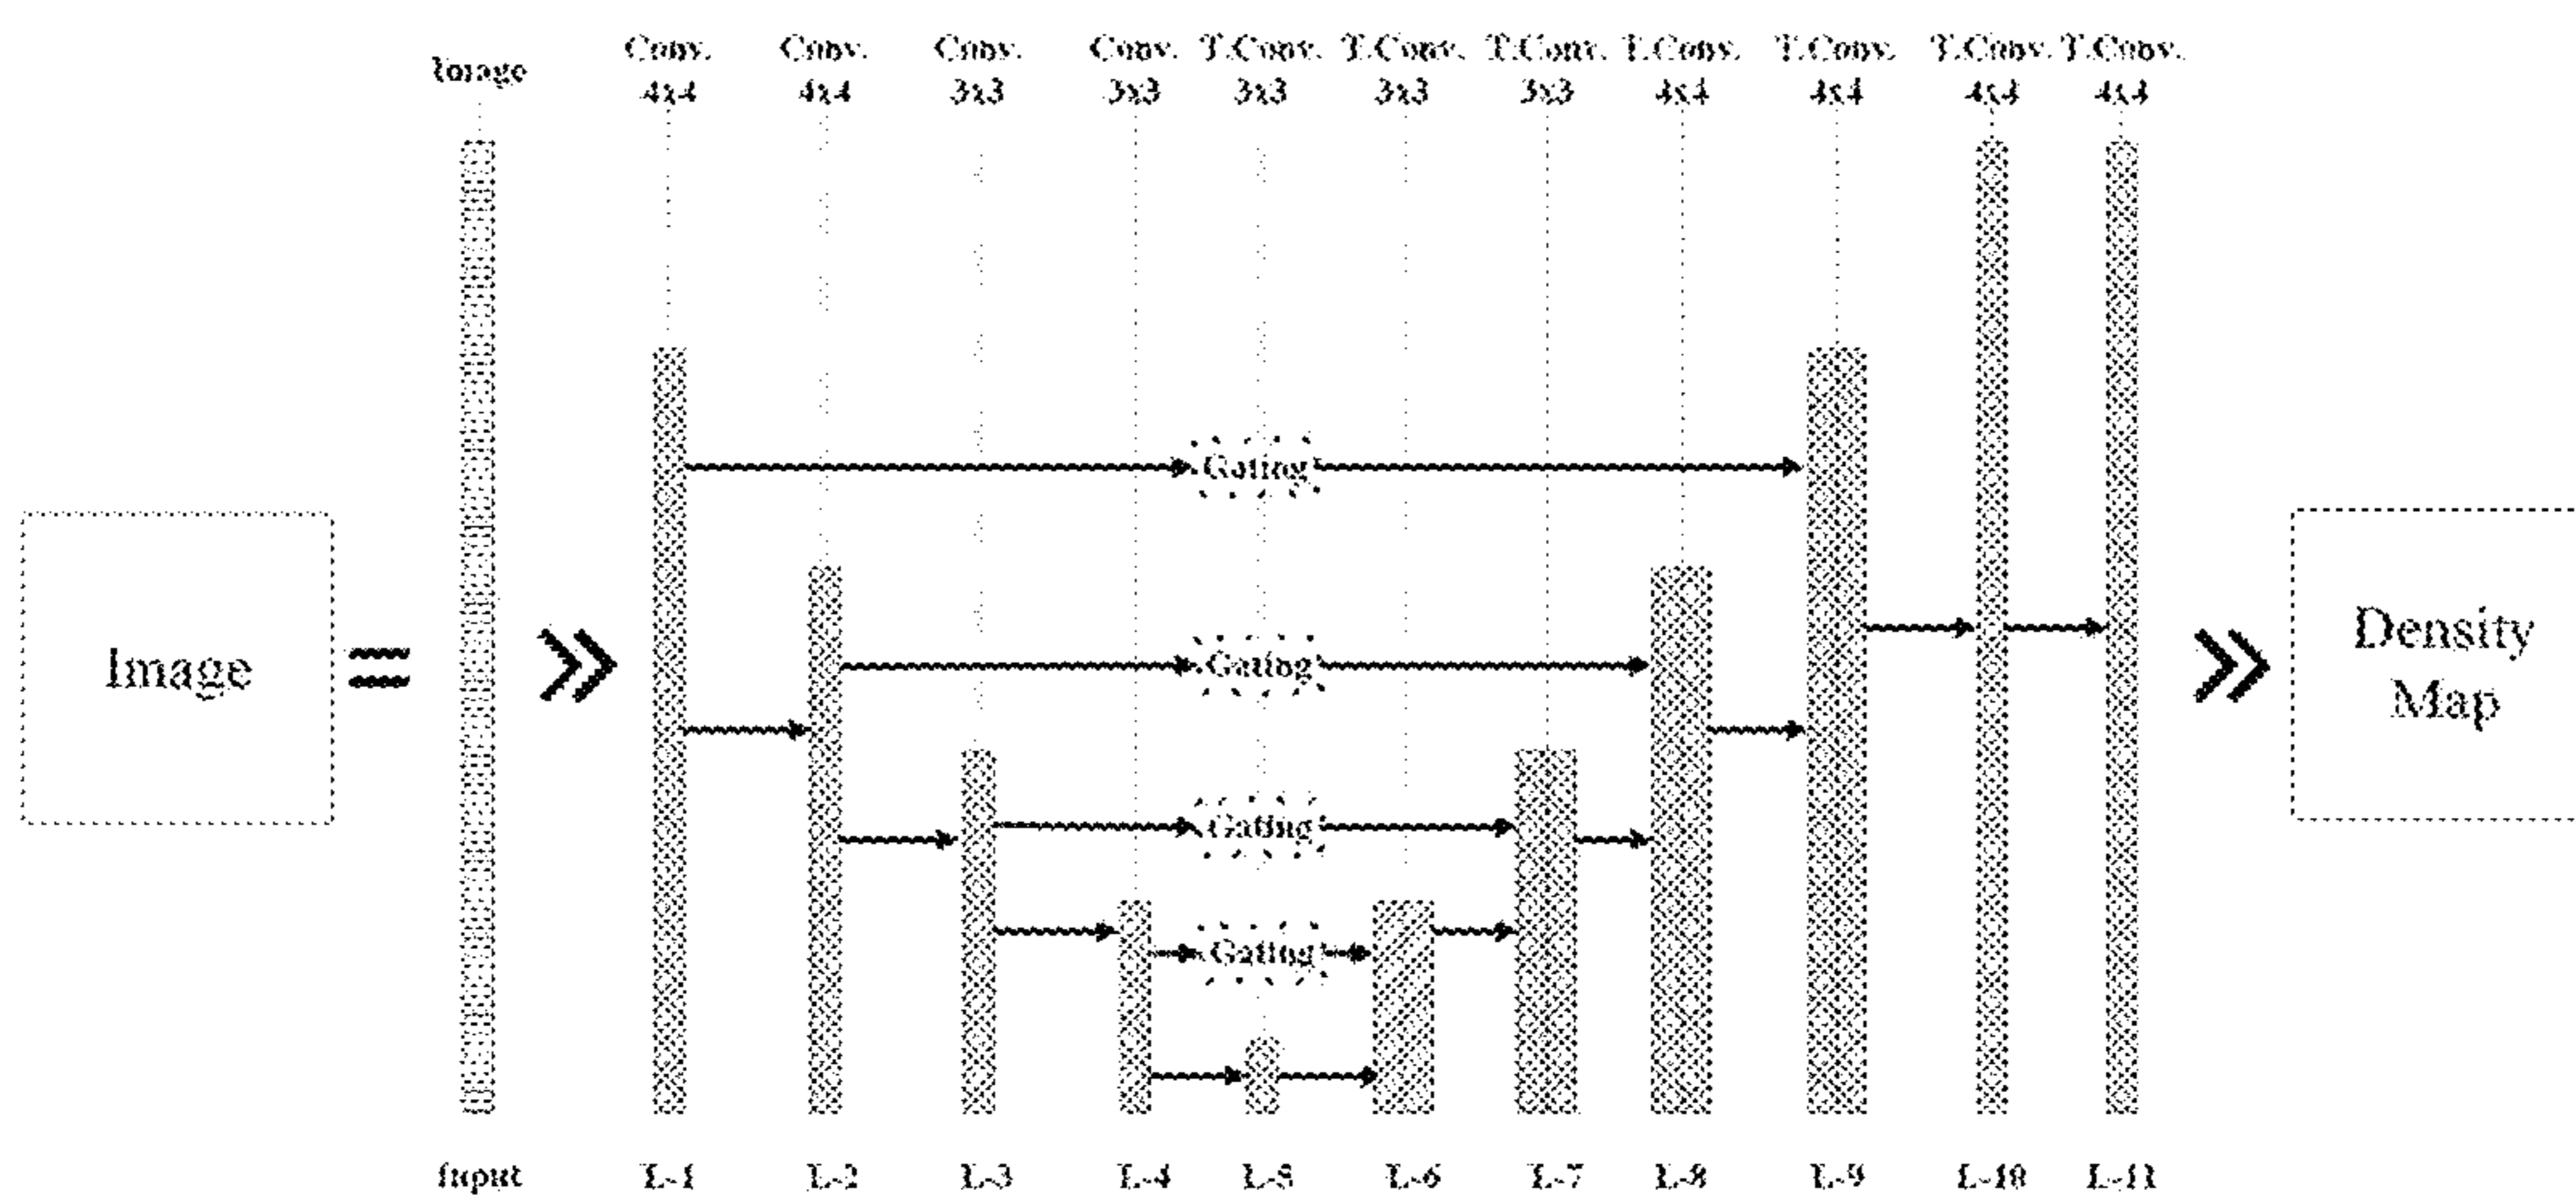 Image
Conv. 4x4
Conv. 4x4
Conv. 3x3
Conv. 3x3
T.Conv. 3x3
T.Conv. 3x3
T.Conv. 3x3
T.Conv. 4x4
T.Conv. 4x4
T.Conv. 4x4
T.Conv. 4x4
Gating
Image
=
Gating
Density
Map
Gating
Gating
Input
L-1
L-2
L-3
L-4
L-5
L-6
L-7
L-8
L-9
L-10
L-11